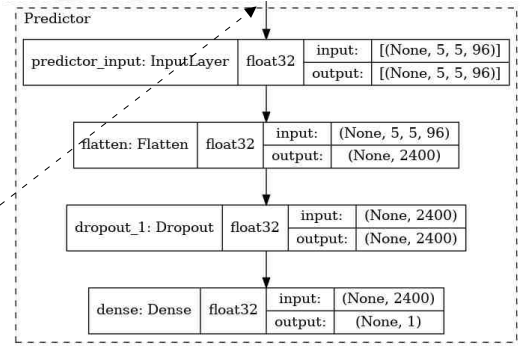 Predictor
predictor_input: InputLayer float32 input: [(None, 5, 5, 96)]
output: [(None, 5, 5, 96)]
flatten: Flatten float32 input: (None, 5, 5, 96)
output: (None, 2400)
dropout_1: Dropout float32 input: (None, 2400)
output: (None, 2400)
dense: Dense float32 input: (None, 2400)
output: (None, 1)